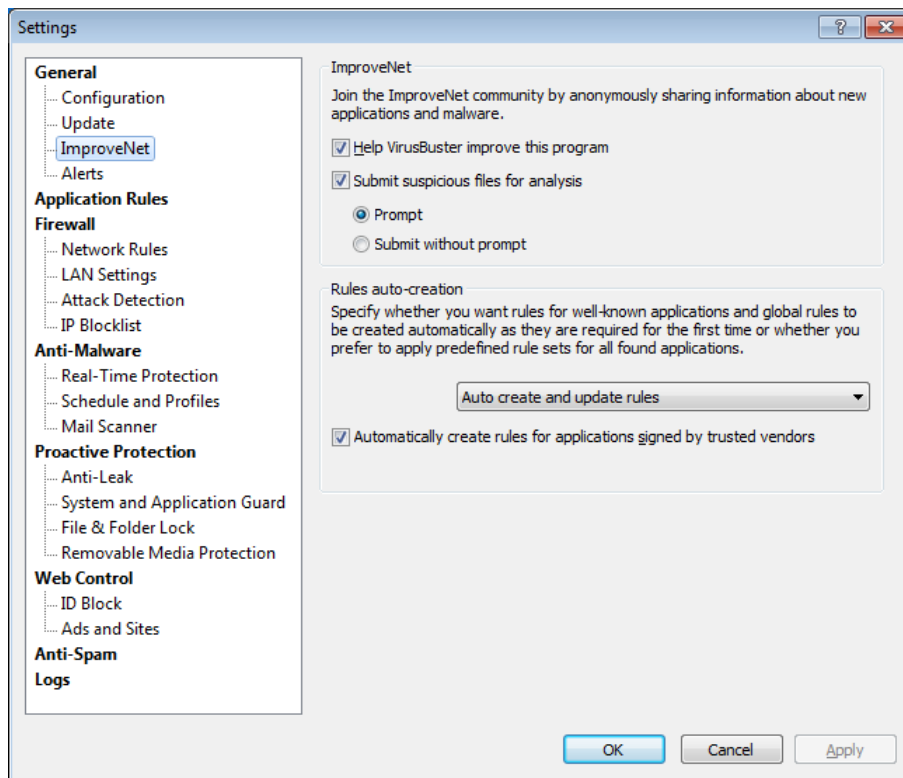 Settings
General
Configuration
Update
ImproveNet
Alerts
Application Rules
Firewall
Network Rules
LAN Settings
Attack Detection
IP Blocklist
Anti-Malware
Real-Time Protection
Schedule and Profiles
Mail Scanner
Proactive Protection
Anti-Leak
System and Application Guard
File & Folder Lock
Removable Media Protection
Web Control
ID Block
Ads and Sites
Anti-Spam
Logs
ImproveNet
Join the ImproveNet community by anonymously sharing information about new
applications and malware.
Help VirusBuster improve this program
Submit suspicious files for analysis
Prompt
Submit without prompt
Rules auto-creation
Specify whether you want rules for well-known applications and global rules to
be created automatically as they are required for the first time or whether you
prefer to apply predefined rule sets for all found applications.
Auto create and update rules
Automatically create rules for applications signed by trusted vendors
OK
Cancel
Apply